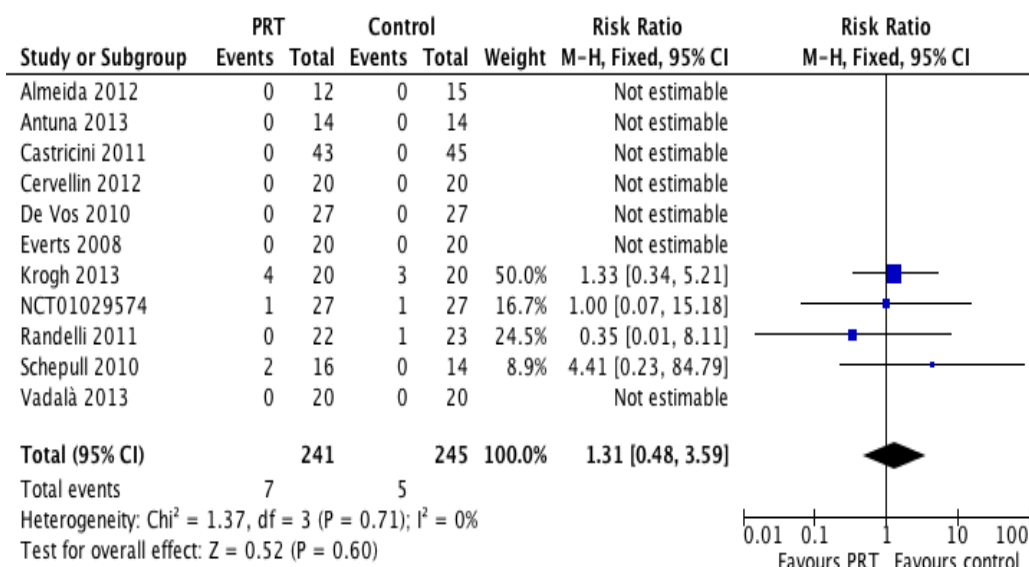 PRT Control Risk Ratio Risk Ratio
Study or Subgroup Events Total Events Total Weight M-H, Fixed, 95% CI M-H, Fixed, 95% CI
Almeida 2012 0 12 0 15 Not estimable
Antuna 2013 0 14 0 14 Not estimable
Castricini 2011 0 43 0 45 Not estimable
Cervellin 2012 0 20 0 20 Not estimable
De Vos 2010 0 27 0 27 Not estimable
Everts 2008 0 20 0 20 Not estimable
Krogh 2013 4 20 3 20 50.0% 1.33 [0.34, 5.21]
NCT01029574 1 27 1 27 16.7% 1.00 [0.07, 15.18]
Randelli 2011 0 22 1 23 24.5% 0.35 [0.01, 8.11]
Schepull 2010 2 16 0 14 8.9% 4.41 [0.23, 84.79]
Vadalà 2013 0 20 0 20 Not estimable
Total (95% CI) 241 245 100.0% 1.31 [0.48, 3.59]
Total events 7 5
Heterogeneity: Chi² = 1.37, df = 3 (P = 0.71); I² = 0%
Test for overall effect: Z = 0.52 (P = 0.60)
0.01 0.1 1 10 100
Favours PRT Favours control